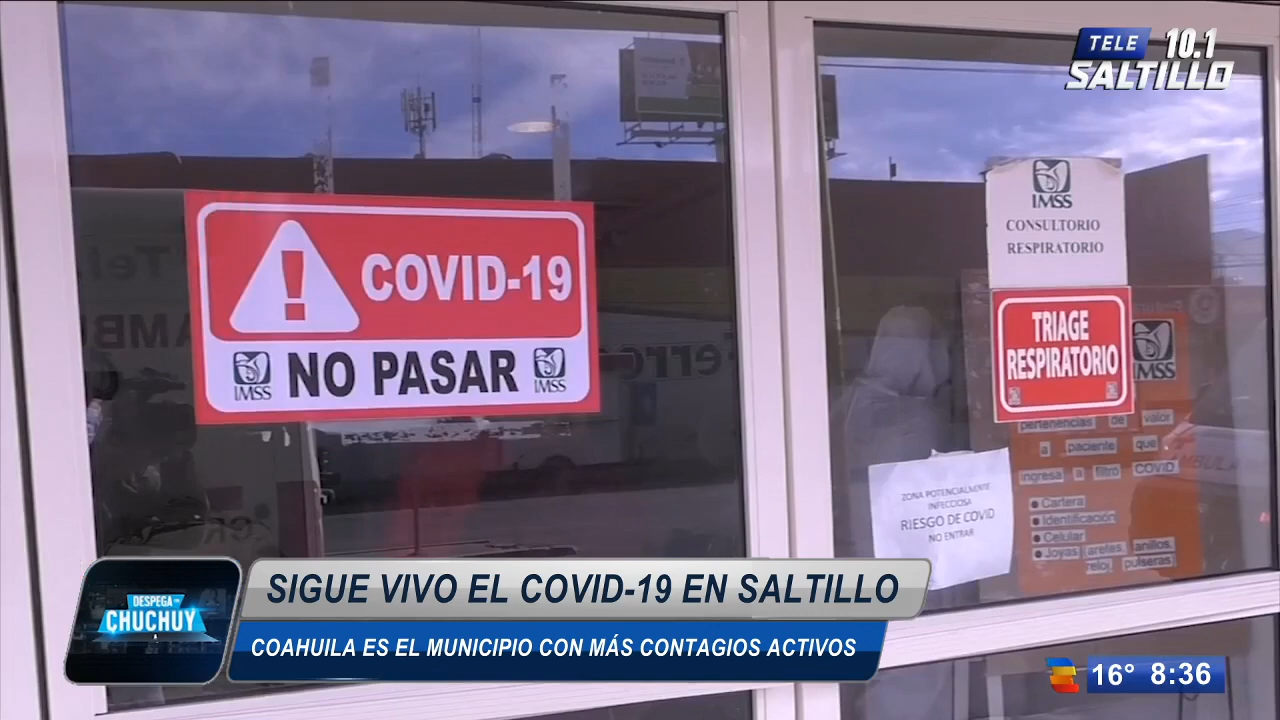 TELE 10.1
SALTILLO
COVID-19
NO PASAR
IMSS
IMSS
IMSS
CONSULTORIO
RESPIRATORIO
TRIAGE
RESPIRATORIO
IMSS
pertenencias de valor
a paciente que
ingresa a filtro COVID
Cartera
Identificación
Celular
Joyas, aretes, anillos,
reloj, pulseras
ZONA POTENCIALMENTE
INFECCIOSA
RIESGO DE COVID
NO ENTRAR
DESPEGA
CHUCHUY
SIGUE VIVO EL COVID-19 EN SALTILLO
COAHUILA ES EL MUNICIPIO CON MÁS CONTAGIOS ACTIVOS
16° 8:36